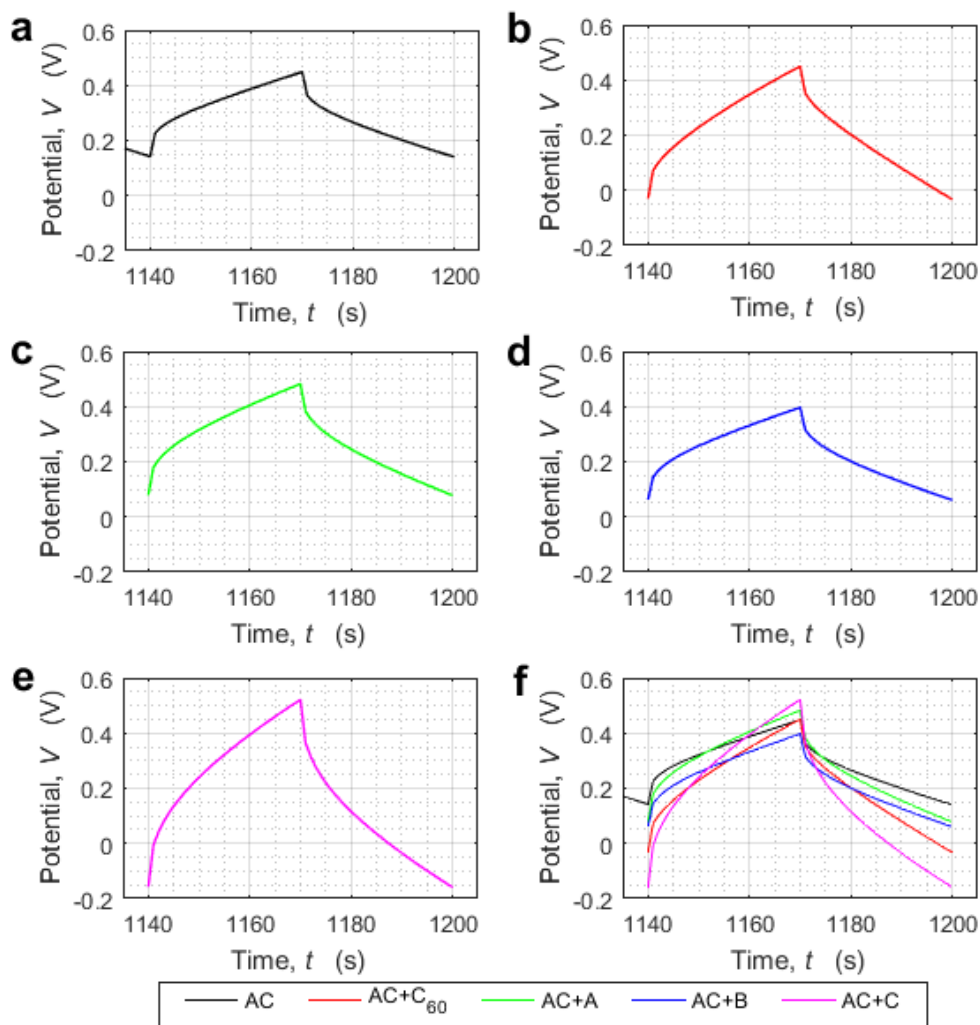 a
0.6
0.4
0.2
0
-0.2
Potential, V (V)
1140 1160 1180 1200
Time, t (s)
b
0.6
0.4
0.2
0
-0.2
Potential, V (V)
1140 1160 1180 1200
Time, t (s)
c
0.6
0.4
0.2
0
-0.2
Potential, V (V)
1140 1160 1180 1200
Time, t (s)
d
0.6
0.4
0.2
0
-0.2
Potential, V (V)
1140 1160 1180 1200
Time, t (s)
e
0.6
0.4
0.2
0
-0.2
Potential, V (V)
1140 1160 1180 1200
Time, t (s)
f
0.6
0.4
0.2
0
-0.2
Potential, V (V)
1140 1160 1180 1200
Time, t (s)
AC AC+C₆₀ AC+A AC+B AC+C